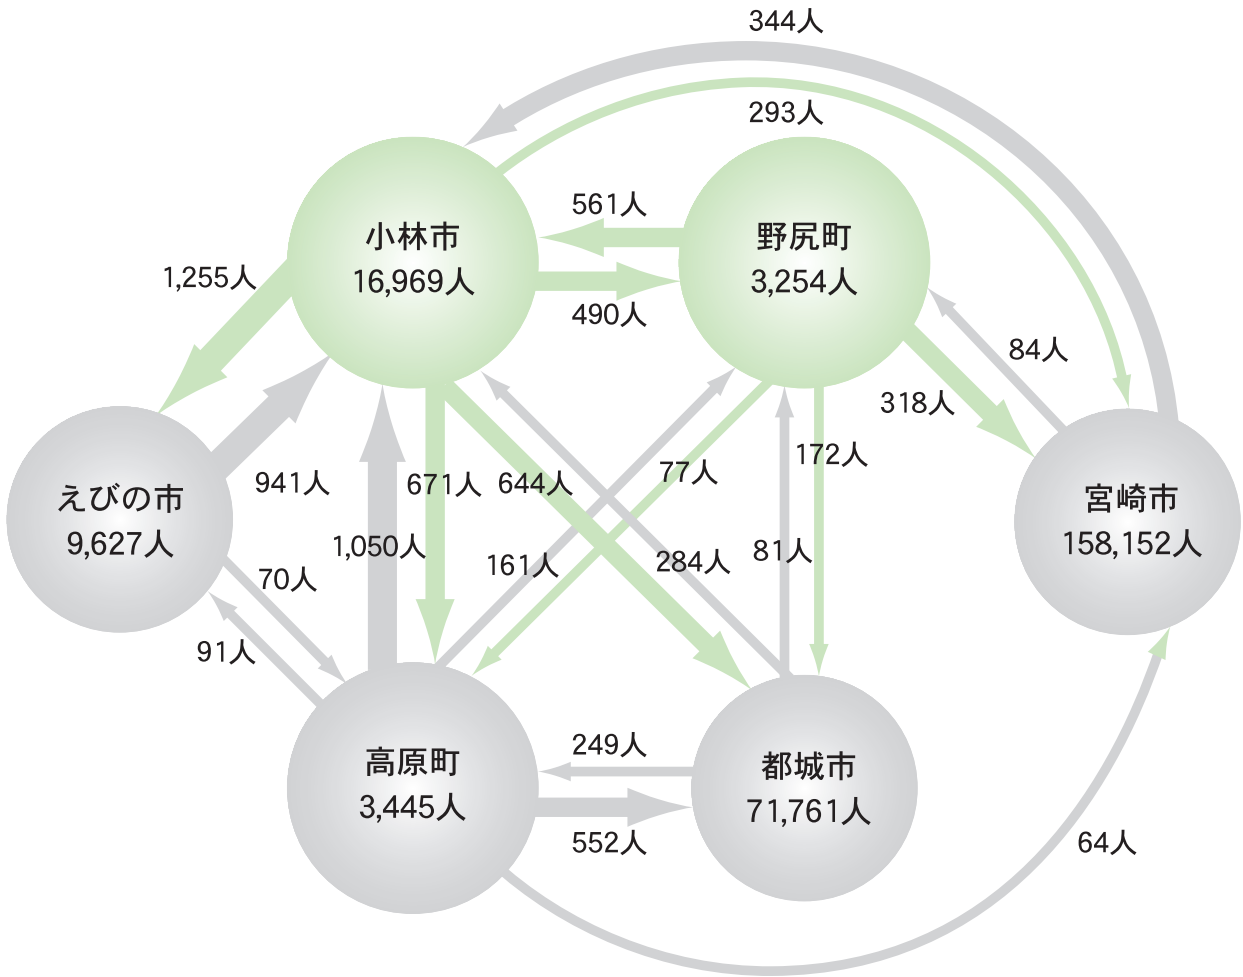 344人
293人
561人
小林市
16,969人
野尻町
3,254人
1,255人
490人
84人
318人
172人
77人
671人
644人
941人
えびの市
9,627人
宮崎市
158,152人
1,050人
81人
284人
161人
70人
91人
249人
高原町
3,445人
都城市
71,761人
552人
64人